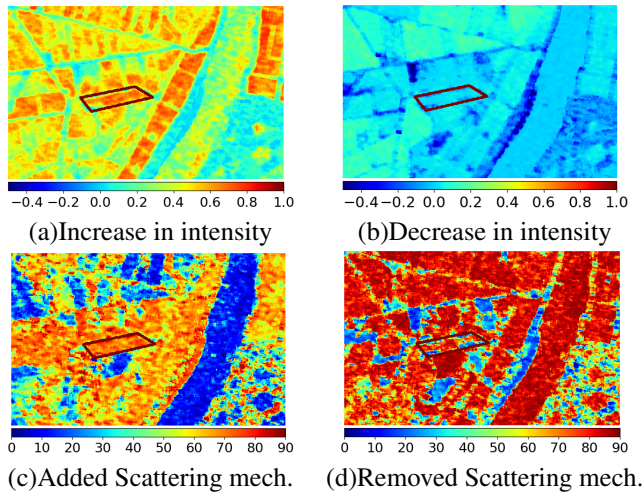 −0.4 −0.2 0.0 0.2 0.4 0.6 0.8 1.0 −0.4 −0.2 0.0 0.2 0.4 0.6 0.8 1.0
(a)Increase in intensity (b)Decrease in intensity
0 10 20 30 40 50 60 70 80 90 0 10 20 30 40 50 60 70 80 90
(c)Added Scattering mech. (d)Removed Scattering mech.